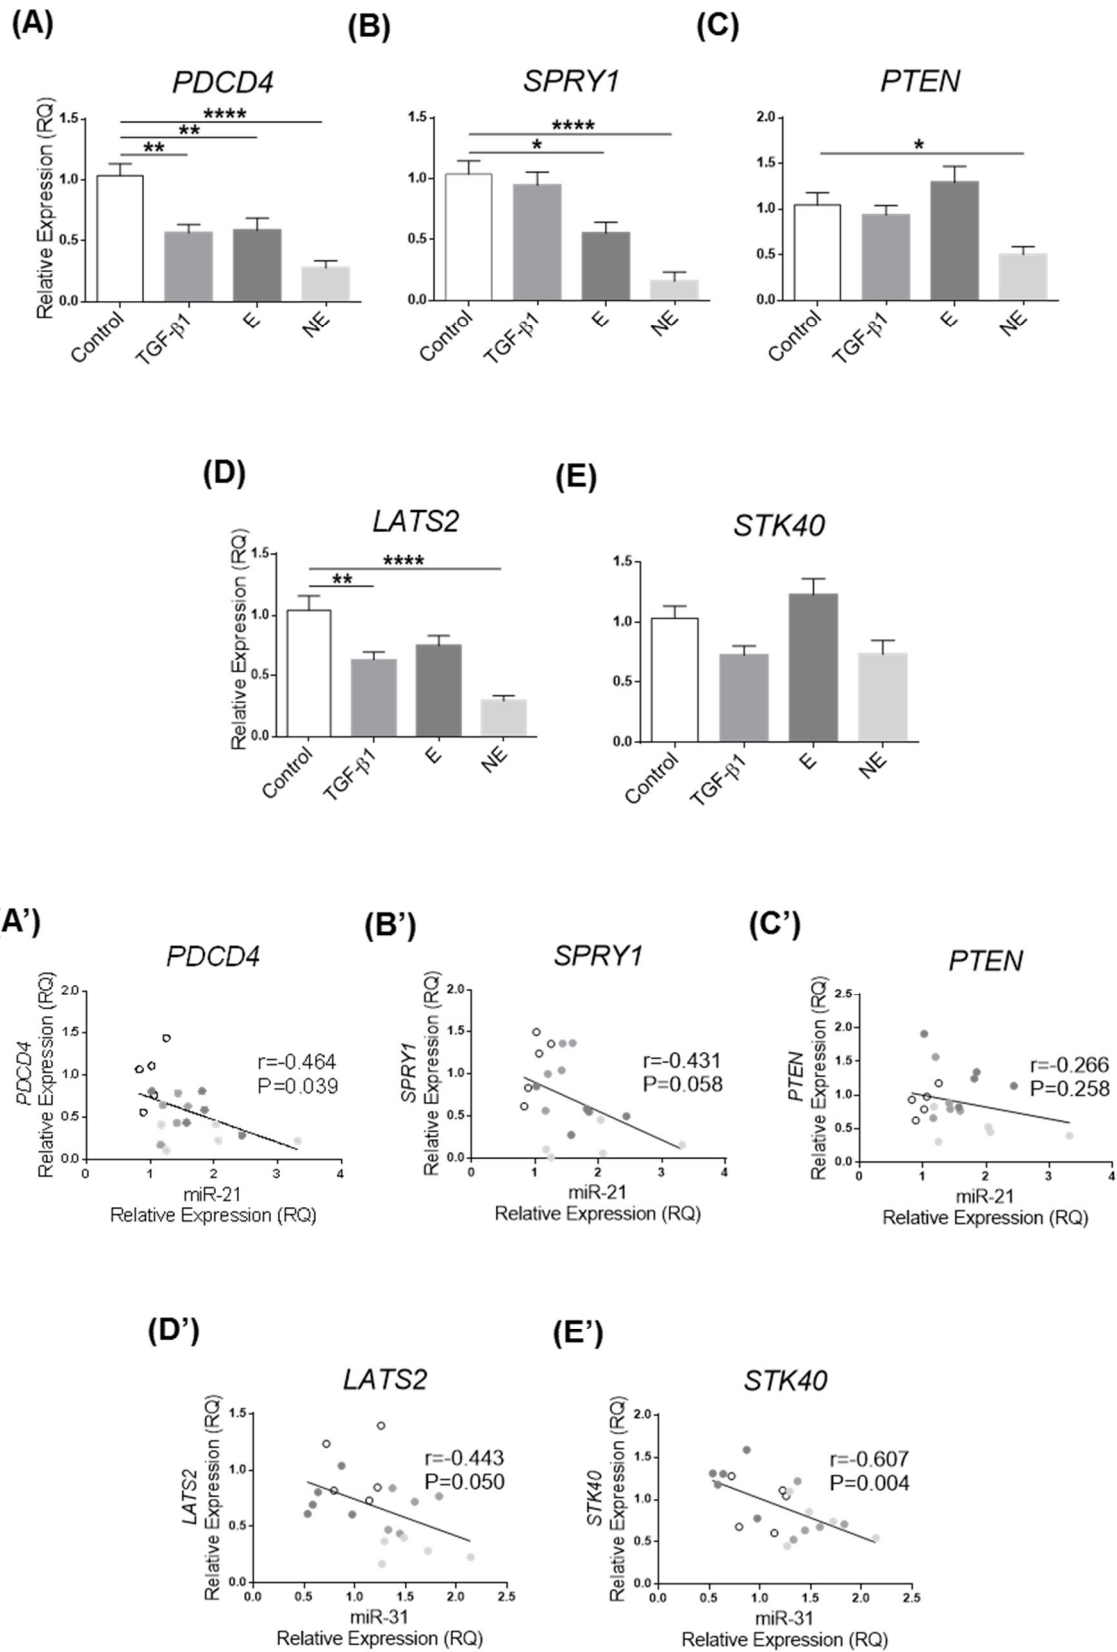 (A)
PDCD4
Relative Expression (RQ)
1.5
1.0
0.5
0.0
****
**
**
Control
TGF-β1
E
NE
(B)
SPRY1
1.5
1.0
0.5
0.0
****
*
Control
TGF-β1
E
NE
(C)
PTEN
2.0
1.5
1.0
0.5
0.0
*
Control
TGF-β1
E
NE
(D)
LATS2
Relative Expression (RQ)
1.5
1.0
0.5
0.0
****
**
Control
TGF-β1
E
NE
(E)
STK40
1.5
1.0
0.5
0.0
Control
TGF-β1
E
NE
A')
PDCD4
PDCD4
Relative Expression (RQ)
2.0
1.5
1.0
0.5
0.0
r=-0.464
P=0.039
0 1 2 3 4
miR-21
Relative Expression (RQ)
(B')
SPRY1
SPRY1
Relative Expression (RQ)
2.0
1.5
1.0
0.5
0.0
r=-0.431
P=0.058
0 1 2 3 4
miR-21
Relative Expression (RQ)
(C')
PTEN
PTEN
Relative Expression (RQ)
2.5
2.0
1.5
1.0
0.5
0.0
r=-0.266
P=0.258
0 1 2 3 4
miR-21
Relative Expression (RQ)
(D')
LATS2
LATS2
Relative Expression (RQ)
1.5
1.0
0.5
0.0
r=-0.443
P=0.050
0.0 0.5 1.0 1.5 2.0 2.5
miR-31
Relative Expression (RQ)
(E')
STK40
STK40
Relative Expression (RQ)
2.0
1.5
1.0
0.5
0.0
r=-0.607
P=0.004
0.0 0.5 1.0 1.5 2.0 2.5
miR-31
Relative Expression (RQ)